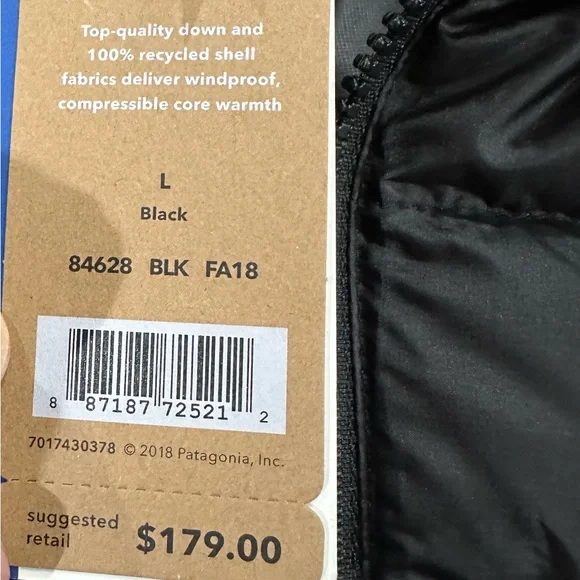 Top-quality down and
100% recycled shell
fabrics deliver windproof,
compressible core warmth
L
Black
84628 BLK FA18
8 87187 72521 2
7017430378 © 2018 Patagonia, Inc.
suggested
retail
$179.00